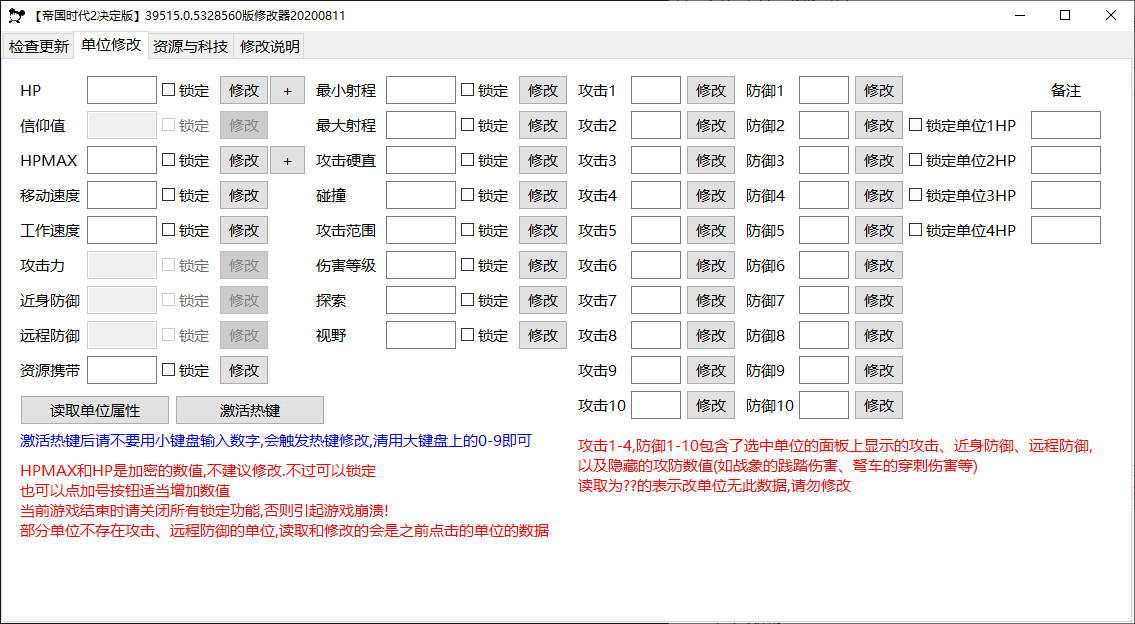 【帝国时代2决定版】39515.0.5328560版修改器20200811
检查更新 单位修改 资源与科技 修改说明
HP 锁定 修改 + 最小射程 锁定 修改 攻击1 修改 防御1 修改 备注
信仰值 锁定 修改 最大射程 锁定 修改 攻击2 修改 防御2 修改 锁定单位1HP
HPMAX 锁定 修改 + 攻击硬直 锁定 修改 攻击3 修改 防御3 修改 锁定单位2HP
移动速度 锁定 修改 碰撞 锁定 修改 攻击4 修改 防御4 修改 锁定单位3HP
工作速度 锁定 修改 攻击范围 锁定 修改 攻击5 修改 防御5 修改 锁定单位4HP
攻击力 锁定 修改 伤害等级 锁定 修改 攻击6 修改 防御6 修改
近身防御 锁定 修改 探索 锁定 修改 攻击7 修改 防御7 修改
远程防御 锁定 修改 视野 锁定 修改 攻击8 修改 防御8 修改
资源携带 锁定 修改 攻击9 修改 防御9 修改
读取单位属性 激活热键 攻击10 修改 防御10 修改
激活热键后请不要用小键盘输入数字,会触发热键修改,清用大键盘上的0-9即可
HPMAX和HP是加密的数值,不建议修改.不过可以锁定
也可以点加号按钮适当增加数值
当前游戏结束时请关闭所有锁定功能,否则引起游戏崩溃!
部分单位不存在攻击、远程防御的单位,读取和修改的会是之前点击的单位的数据
攻击1-4,防御1-10包含了选中单位的面板上显示的攻击、近身防御、远程防御,
以及隐藏的攻防数值(如战象的践踏伤害、弩车的穿刺伤害等)
读取为??的表示改单位无此数据,请勿修改